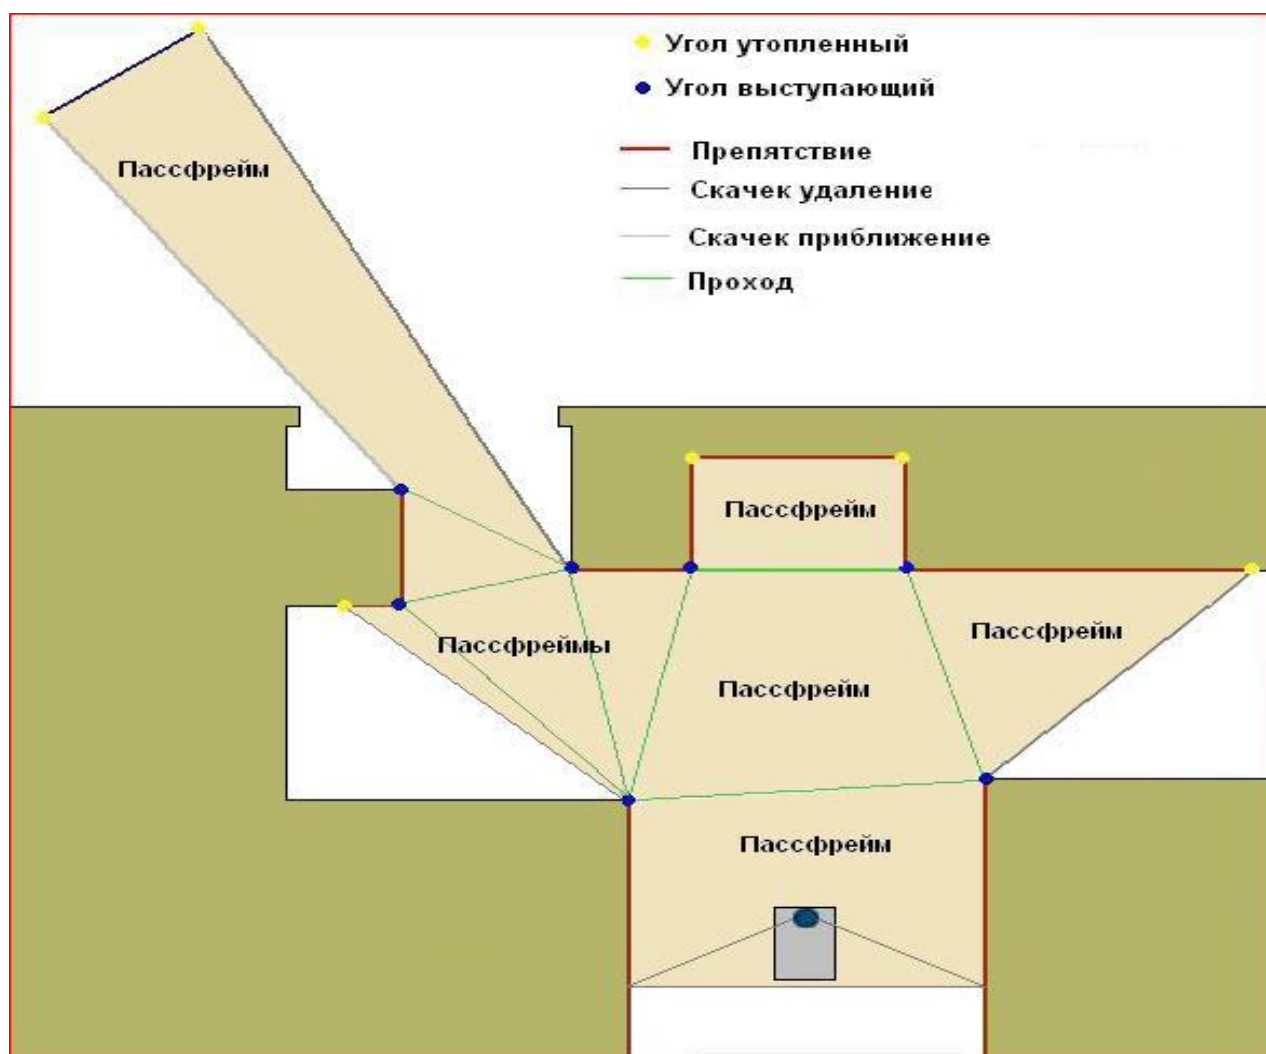 Угол утопленный
Угол выступающий
Препятствие
Скачек удаление
Скачек приближение
Проход
Пассфрейм
Пассфрейм
Пассфреймы
Пассфрейм
Пассфрейм
Пассфрейм